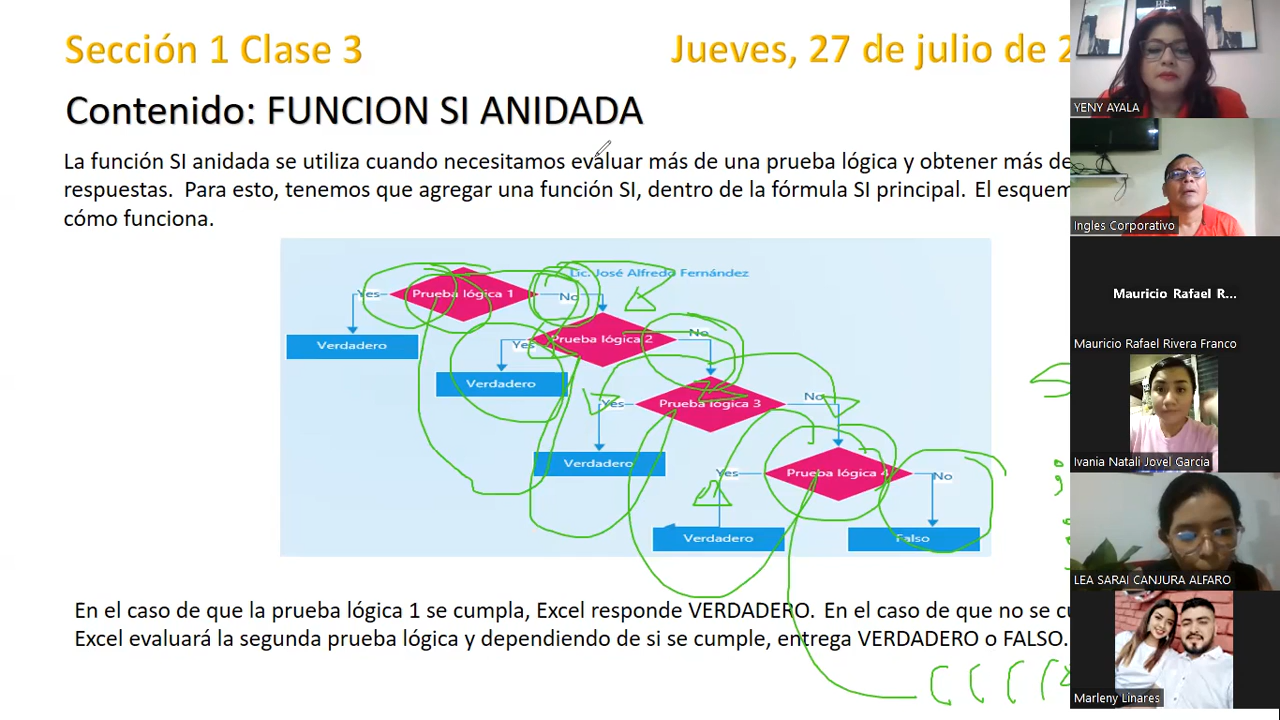 Sección 1 Clase 3
Jueves, 27 de julio de 2
Contenido: FUNCION SI ANIDADA
La función SI anidada se utiliza cuando necesitamos evaluar más de una prueba lógica y obtener más de
respuestas. Para esto, tenemos que agregar una función SI, dentro de la fórmula SI principal. El esquem
cómo funciona.
Lic. José Alfredo Fernández
Yes
Prueba lógica 1
No
Verdadero
Yes
Prueba lógica 2
No
Verdadero
Yes
Prueba lógica 3
No
Verdadero
Yes
Prueba lógica 4
No
Verdadero
Falso
En el caso de que la prueba lógica 1 se cumpla, Excel responde VERDADERO. En el caso de que no se cu
Excel evaluará la segunda prueba lógica y dependiendo de si se cumple, entrega VERDADERO o FALSO.
YENY AYALA
Ingles Corporativo
Mauricio Rafael R...
Mauricio Rafael Rivera Franco
Ivania Natali Jovel Garcia
LEA SARAI CANJURA ALFARO
Marleny Linares